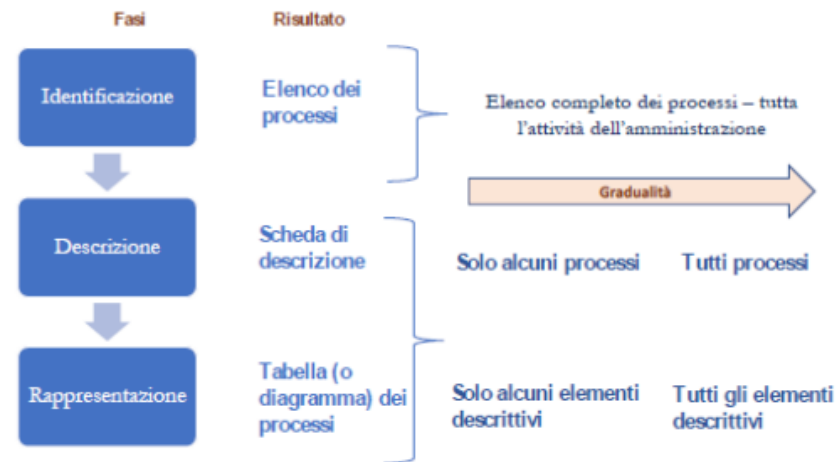 Fasi
Risultato
Identificazione
Elenco dei
processi
Elenco completo dei processi – tutta
l'attività dell'amministrazione
Gradualità
Descrizione
Scheda di
descrizione
Solo alcuni processi
Tutti processi
Rappresentazione
Tabella (o
diagramma) dei
processi
Solo alcuni elementi
descrittivi
Tutti gli elementi
descrittivi